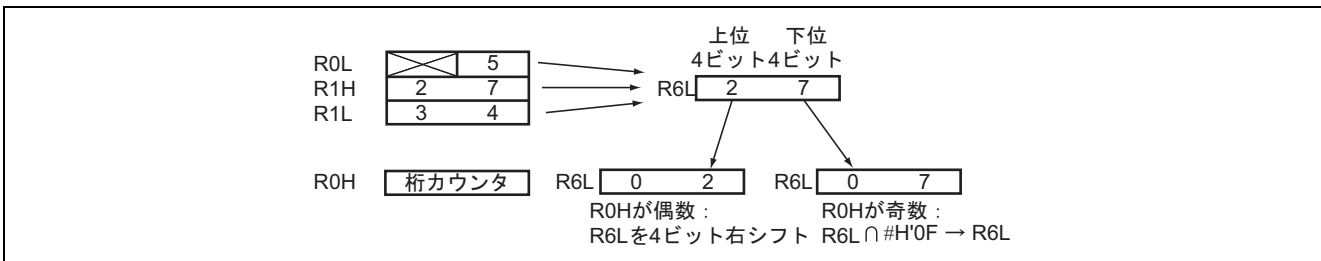 上位 下位
4ビット 4ビット
R0L 5
R1H 2 7 R6L 2 7
R1L 3 4
R0H 桁カウンタ R6L 0 2 R6L 0 7
R0Hが偶数： R0Hが奇数：
R6Lを4ビット右シフト R6L∩#H'0F → R6L